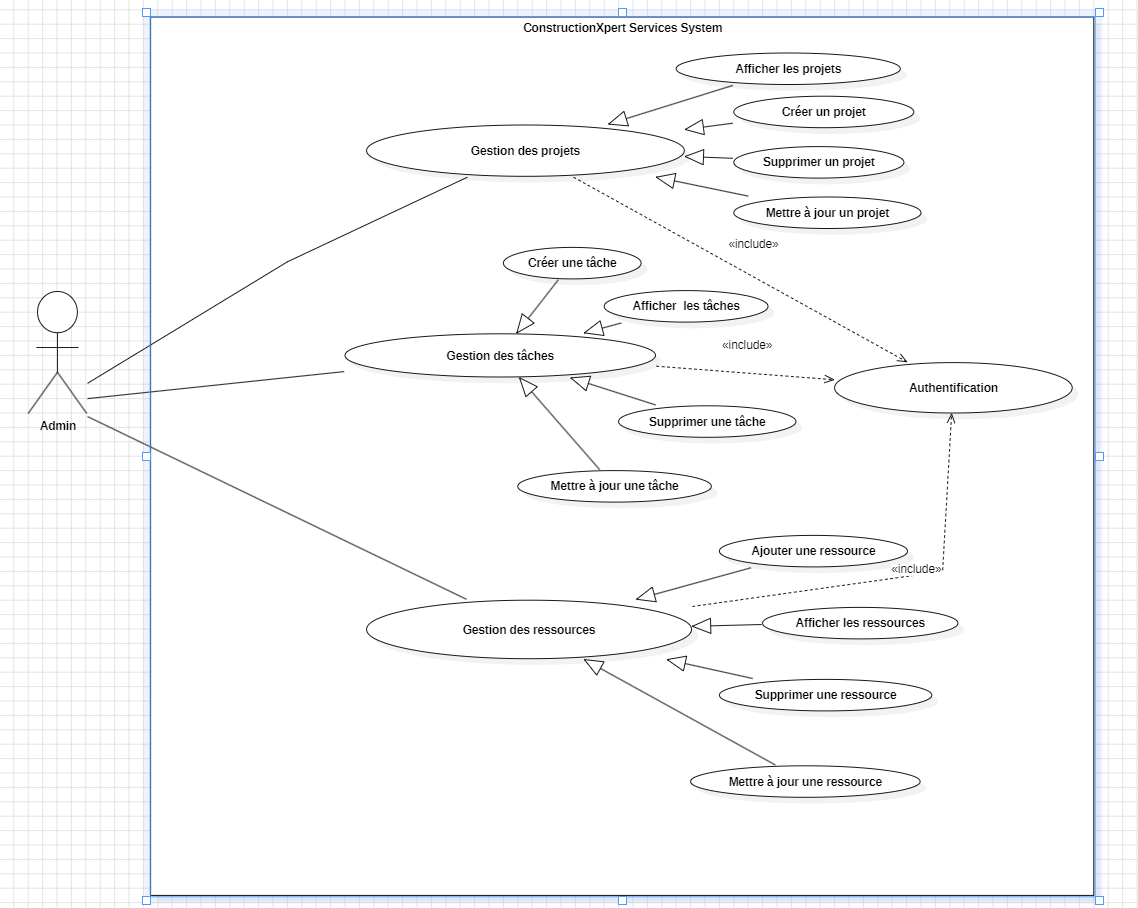 ConstructionXpert Services System
Afficher les projets
Créer un projet
Gestion des projets
Supprimer un projet
Mettre à jour un projet
«include»
Créer une tâche
Afficher  les tâches
«include»
Gestion des tâches
Authentification
Supprimer une tâche
Admin
Mettre à jour une tâche
Ajouter une ressource
«include»
Afficher les ressources
Gestion des ressources
Supprimer une ressource
Mettre à jour une ressource